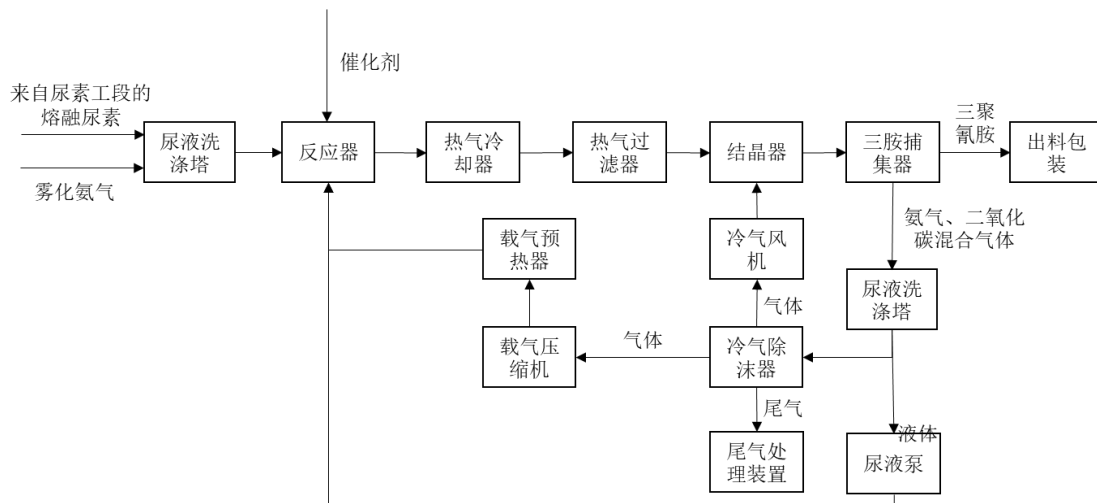 催化剂
来自尿素工段的
熔融尿素
雾化氨气
尿液洗
涤塔
反应器
热气冷
却器
热气过
滤器
结晶器
三胺捕
集器
三聚
氰胺
出料包
装
氨气、二氧化
碳混合气体
载气预
热器
冷气风
机
尿液洗
涤塔
气体
载气压
缩机
气体
冷气除
沫器
尾气
尾气处
理装置
液体
尿液泵